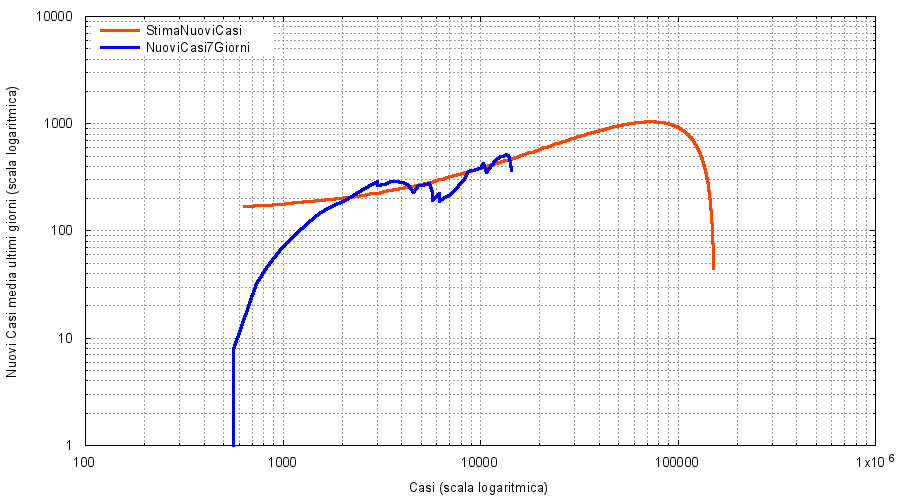 10000
1000
100
10
1
StimaNuoviCasi
NuoviCasi7Giorni
Nuovi Casi media ultimi giorni (scala logaritmica)
100
1000
10000
100000
1x10 6
Casi (scala logaritmica)